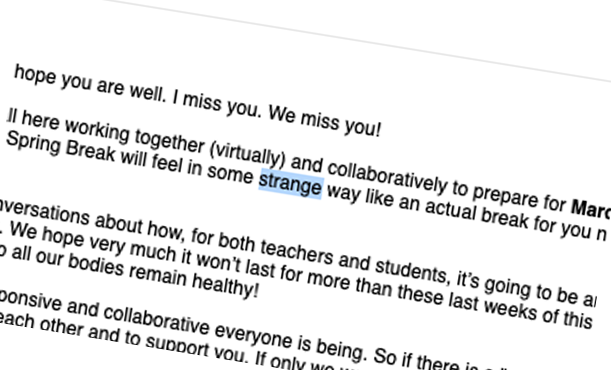 hope you are well. I miss you. We miss you!
ll here working together (virtually) and collaboratively to prepare for Marc
Spring Break will feel in some strange way like an actual break for you n
nversations about how, for both teachers and students, it's going to be a
. We hope very much it won't last for more than these last weeks of this
o all our bodies remain healthy!
ponsive and collaborative everyone is being. So if there is
each other and to support you. If only we